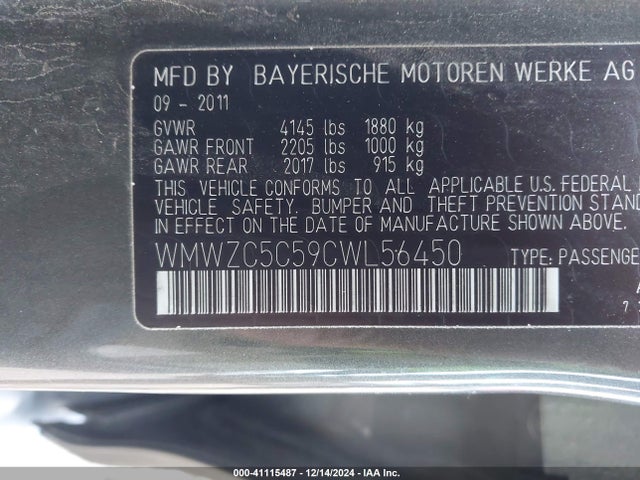 MFD BY BAYERISCHE MOTOREN WERKE AG
09 - 2011
GVWR 4145 lbs 1880 kg
GAWR FRONT 2205 lbs 1000 kg
GAWR REAR 2017 lbs 915 kg
THIS VEHICLE CONFORMS TO ALL APPLICABLE U.S. FEDERAL
VEHICLE SAFETY, BUMPER, AND THEFT PREVENTION STAND
IN EFFECT ON THE DATE OF MANUFACTURE SHOWN ABOVE.
WMWZC5C59CWL56450 TYPE: PASSENGE
7
000-41115487 - 12/14/2024 - IAA Inc.